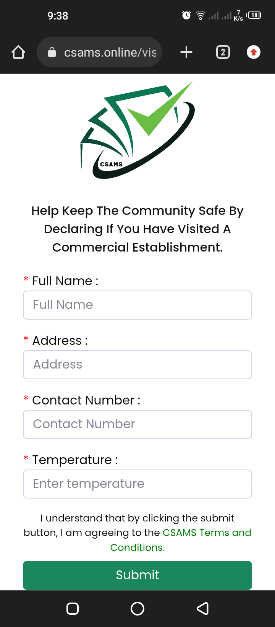 9:38
7
K/s
18
csams.online/vis
2
CSAMS
Help Keep The Community Safe By
Declaring If You Have Visited A
Commercial Establishment.
* Full Name :
Full Name
* Address :
Address
* Contact Number :
Contact Number
* Temperature :
Enter temperature
I understand that by clicking the submit
button, I am agreeing to the CSAMS Terms and
Conditions.
Submit